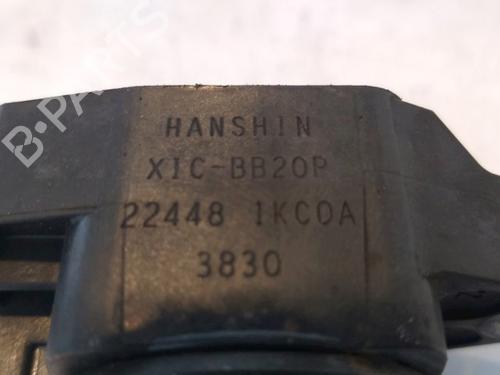 B-PARTS
HANSHIN
XIC-BB20P
22448 1KC0A
3830